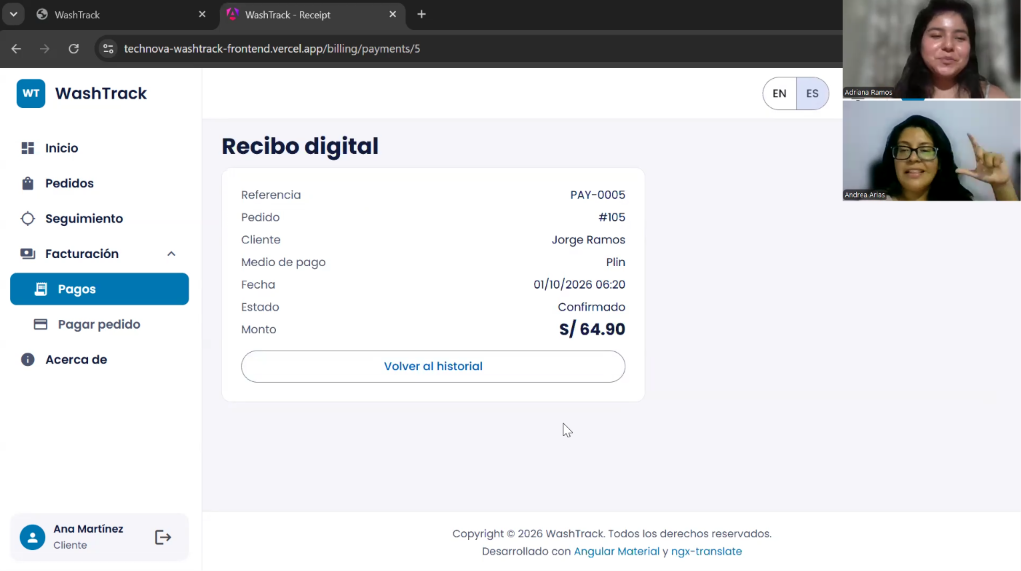 WashTrack
WashTrack - Receipt
technova-washtrack-frontend.vercel.app/billing/payments/5
WT WashTrack
EN ES
Adriana Ramos
Andrea Arias
Inicio
Pedidos
Seguimiento
Facturación
Pagos
Pagar pedido
Acerca de
Recibo digital
Referencia PAY-0005
Pedido #105
Cliente Jorge Ramos
Medio de pago Plin
Fecha 01/10/2026 06:20
Estado Confirmado
Monto S/ 64.90
Volver al historial
Ana Martínez
Cliente
Copyright © 2026 WashTrack. Todos los derechos reservados.
Desarrollado con Angular Material y ngx-translate